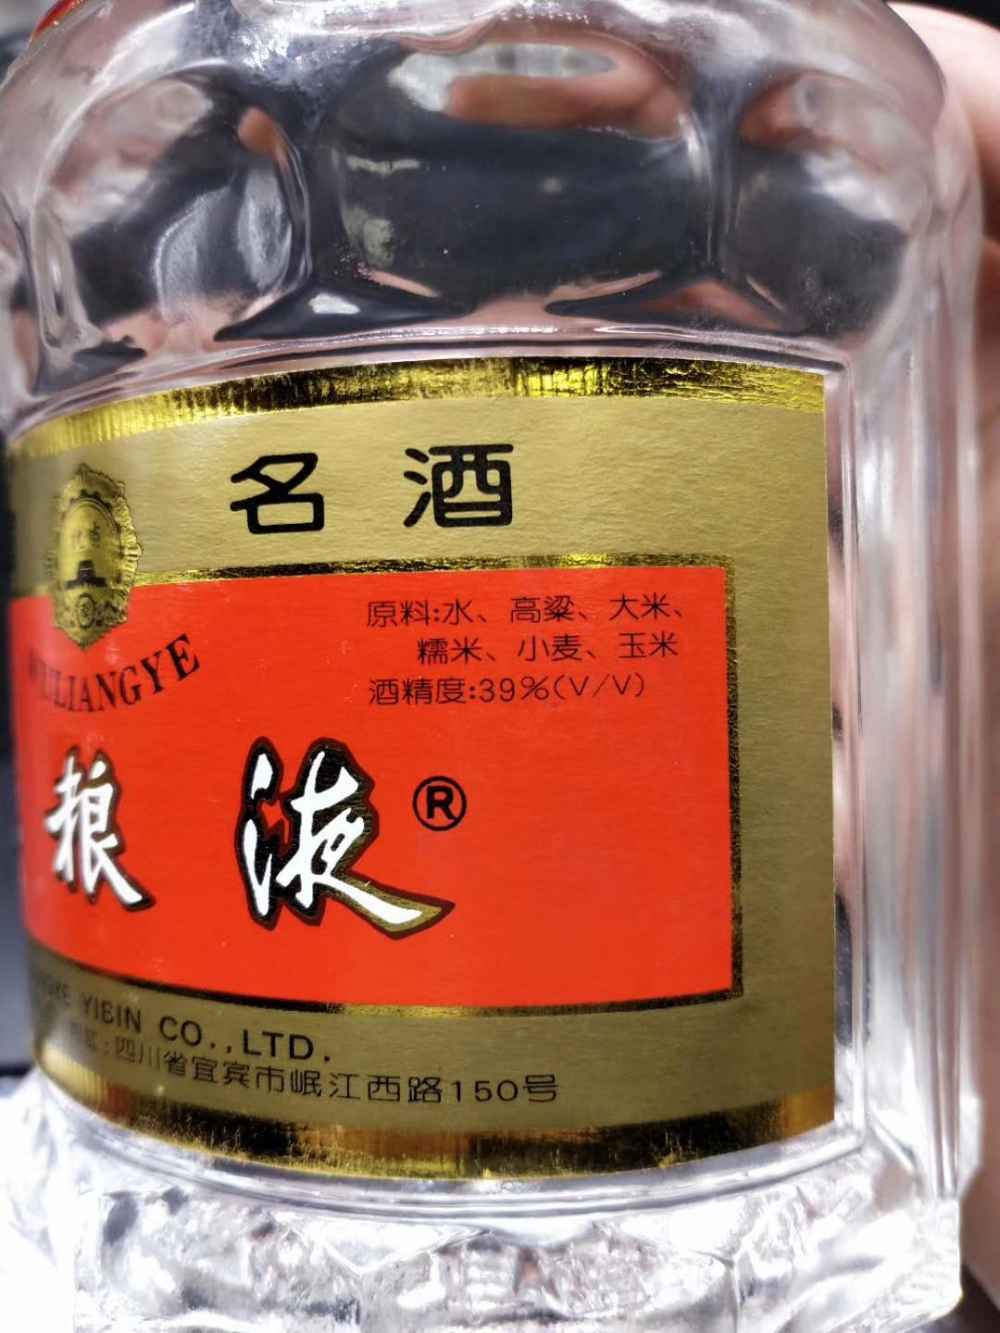 名酒
原料:水、高粱、大米、
糯米、小麦、玉米
酒精度:39%(V/V)
WULIANGYE
粮液®
YIBIN CO.,LTD.
:四川省宜宾市岷江西路150号